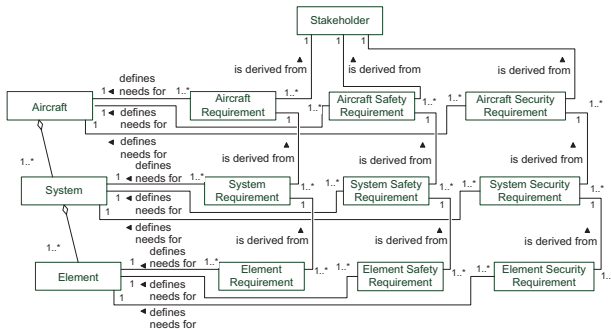 Stakeholder
1
1
1
is derived from
is derived from
is derived from
defines
needs for
1
1..*
1..*
1..*
1..*
Aircraft
Aircraft
Requirement
Aircraft Safety
Requirement
Aircraft Security
Requirement
1
defines
needs for
1..*
1..*
1
defines
needs for
1
1
1
1..*
is derived from
is derived from
is derived from
1..*
defines
needs for
1
1..*
1..*
1..*
1..*
System
System
Requirement
System Safety
Requirement
System Security
Requirement
1
defines
needs for
1..*
1..*
1
defines
needs for
1
1
1
is derived from
is derived from
is derived from
1..*
defines
needs for
1
1..*
1..*
1..*
1..*
1..
Element
Element
Requirement
Element Safety
Requirement
Element Security
Requirement
1
defines
needs for
1
defines
needs for